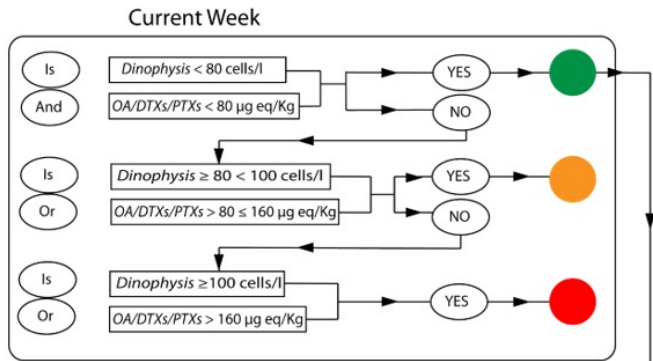 Current Week
Is
Dinophysis < 80 cells/l
YES
And
OA/DTXs/PTXs < 80 µg eq/Kg
NO
Is
Dinophysis ≥ 80 < 100 cells/l
YES
Or
OA/DTXs/PTXs > 80 ≤ 160 µg eq/Kg
NO
Is
Dinophysis ≥100 cells/l
YES
Or
OA/DTXs/PTXs > 160 µg eq/Kg